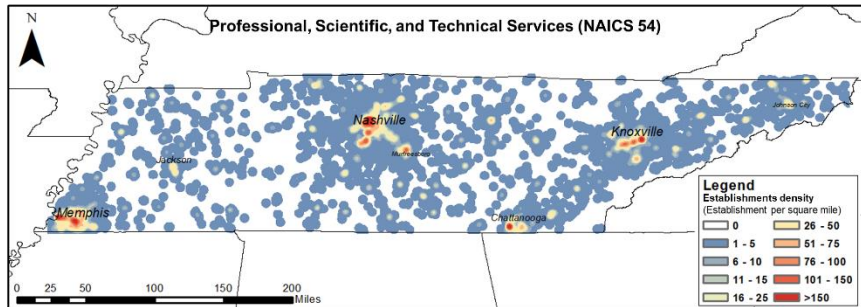 Professional, Scientific, and Technical Services (NAICS 54)
N
Nashville
Murfreesboro
Knoxville
Johnson City
Jackson
Memphis
Chattanooga
Legend
Establishments density
(Establishment per square mile)
0 26 - 50
1 - 5 51 - 75
6 - 10 76 - 100
11 - 15 101 - 150
16 - 25 >150
0 25 50 100 150 200
Miles